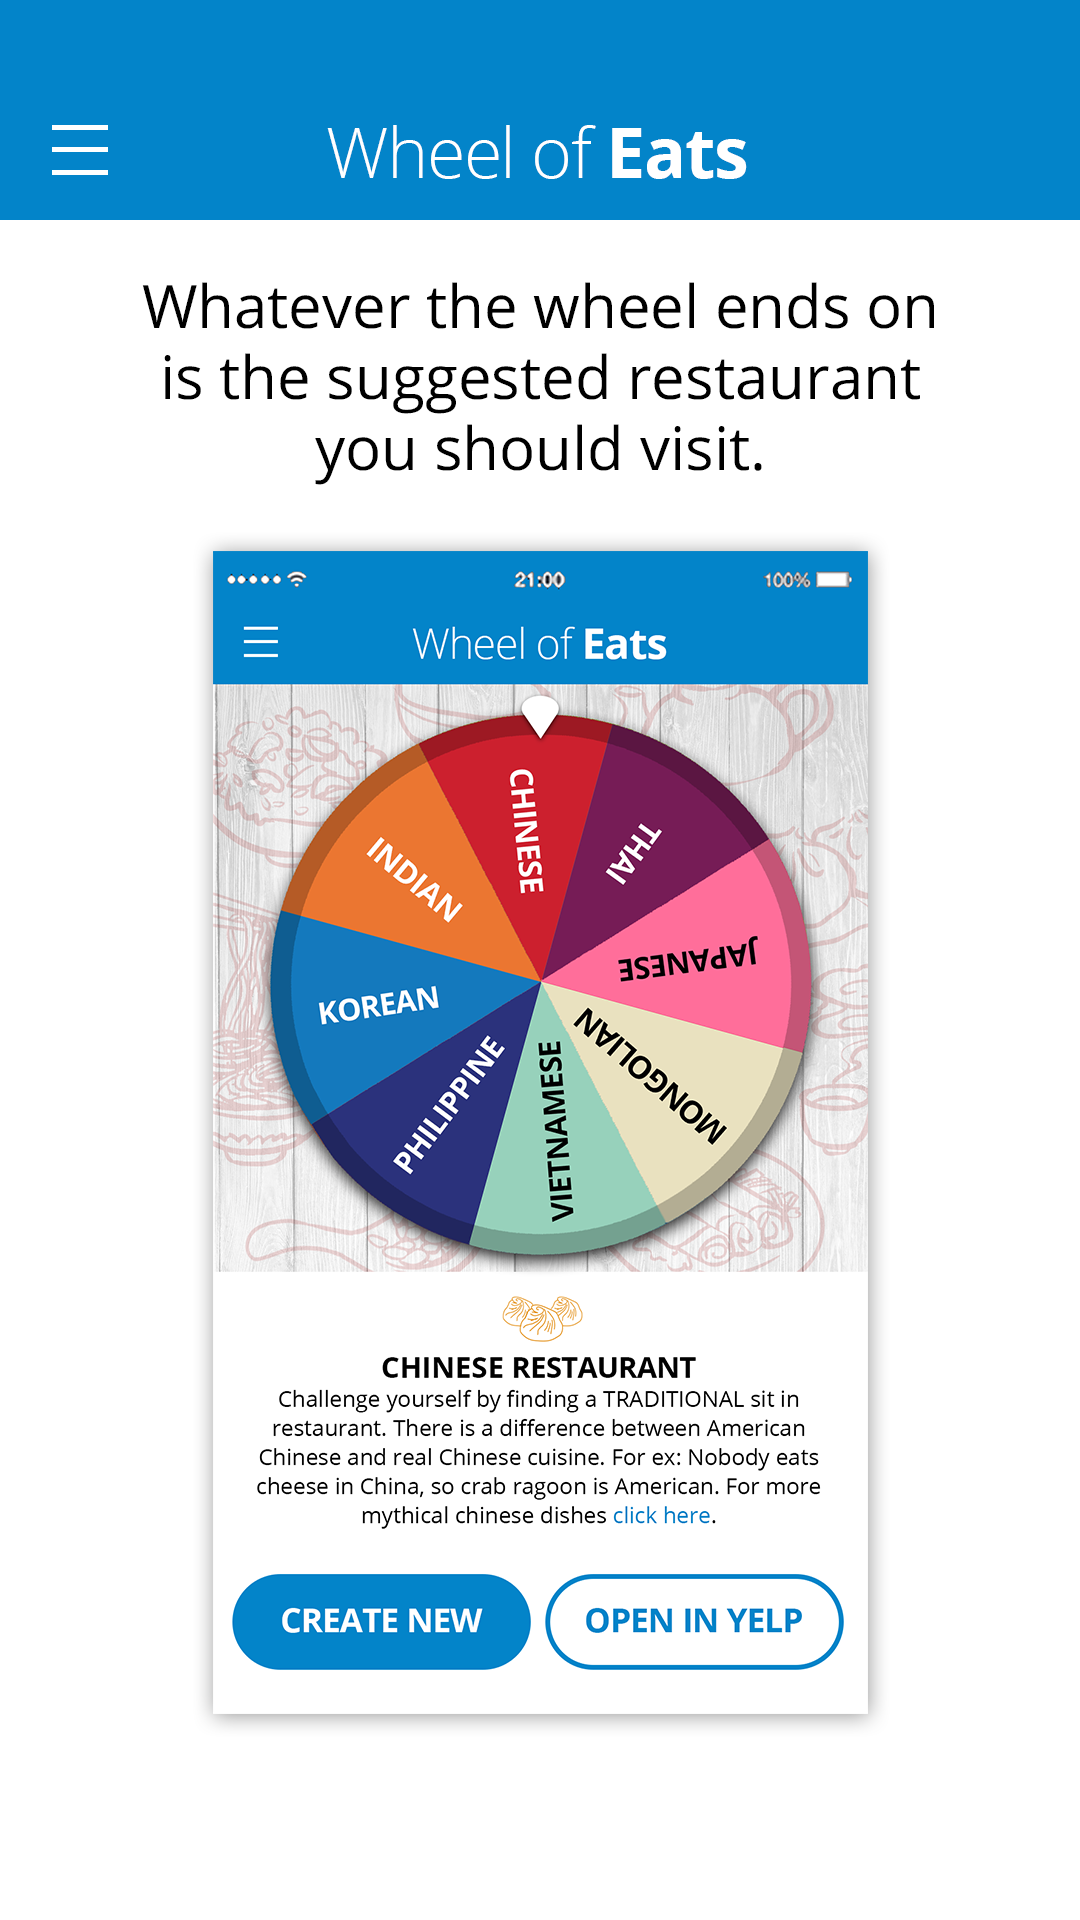 Wheel of Eats
Whatever the wheel ends on
is the suggested restaurant
you should visit.
21:00
100%
Wheel of Eats
CHINESE
THAI
JAPANESE
MONGOLIAN
VIETNAMESE
PHILIPPINE
KOREAN
INDIAN
CHINESE RESTAURANT
Challenge yourself by finding a TRADITIONAL sit in
restaurant. There is a difference between American
Chinese and real Chinese cuisine. For ex: Nobody eats
cheese in China, so crab ragoon is American. For more
mythical chinese dishes click here.
CREATE NEW
OPEN IN YELP